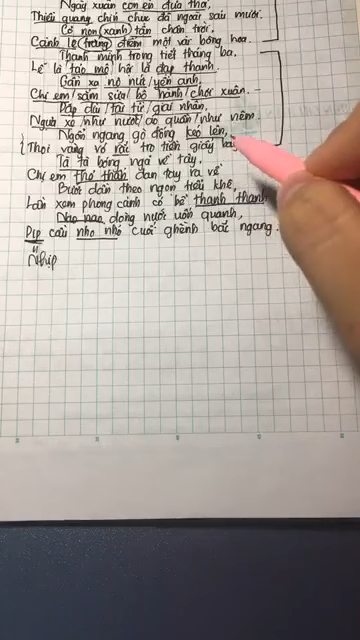 Ngày xuân con én đưa thoi,
Thiều quang chín chục đã ngoài sáu mươi.
Cỏ non (xanh) tận chân trời.
Cành lê (trắng) điểm một vài bông hoa.
Thanh minh trong tiết tháng ba.
Lễ là tảo mộ, hội là đạp thanh.
Gần xa nô nức / yến anh,
Chị em / sắm sửa / bộ hành / chơi xuân.
Dập dìu / tài tử / giai nhân,
Ngựa xe / như nước / áo quần / như nêm.
Ngổn ngang gò đống kéo lên,
Thoi vàng vó rắc tro tiền giấy bay.
Tà tà bóng ngả về tây,
Chị em thơ thẩn dan tay ra về
Bước dần theo ngọn tiểu khê,
Lần xem phong cảnh có bề thanh thanh
Nao nao dòng nước uốn quanh,
Dịp cầu nho nhỏ cuối ghềnh bắc ngang.
Nhịp